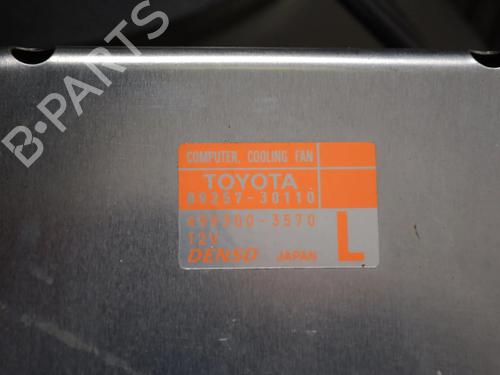 B-PARTS
COMPUTER, COOLING FAN
TOYOTA
89257-30110
499300-3570
12V
L
DENSO JAPAN